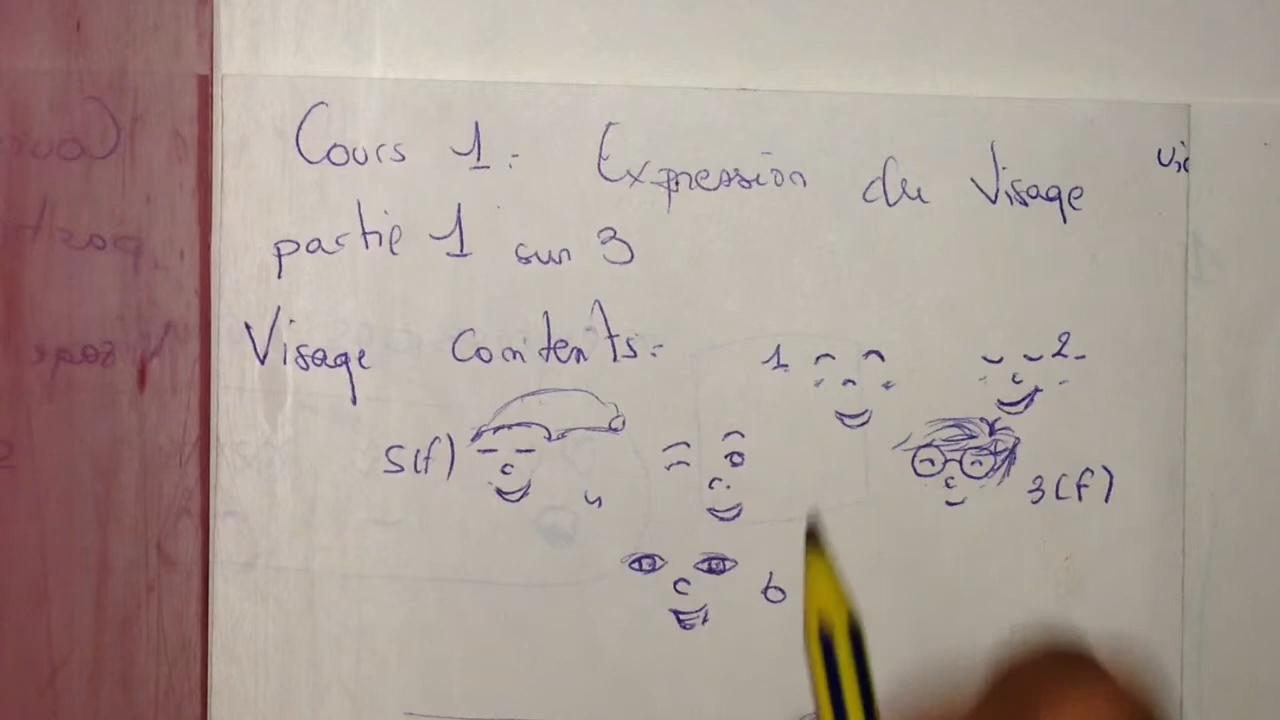 Cours 1: Expression du Visage
partie 1 sur 3
Visage contents:
1.
2.
5(f)
4
3(f)
6